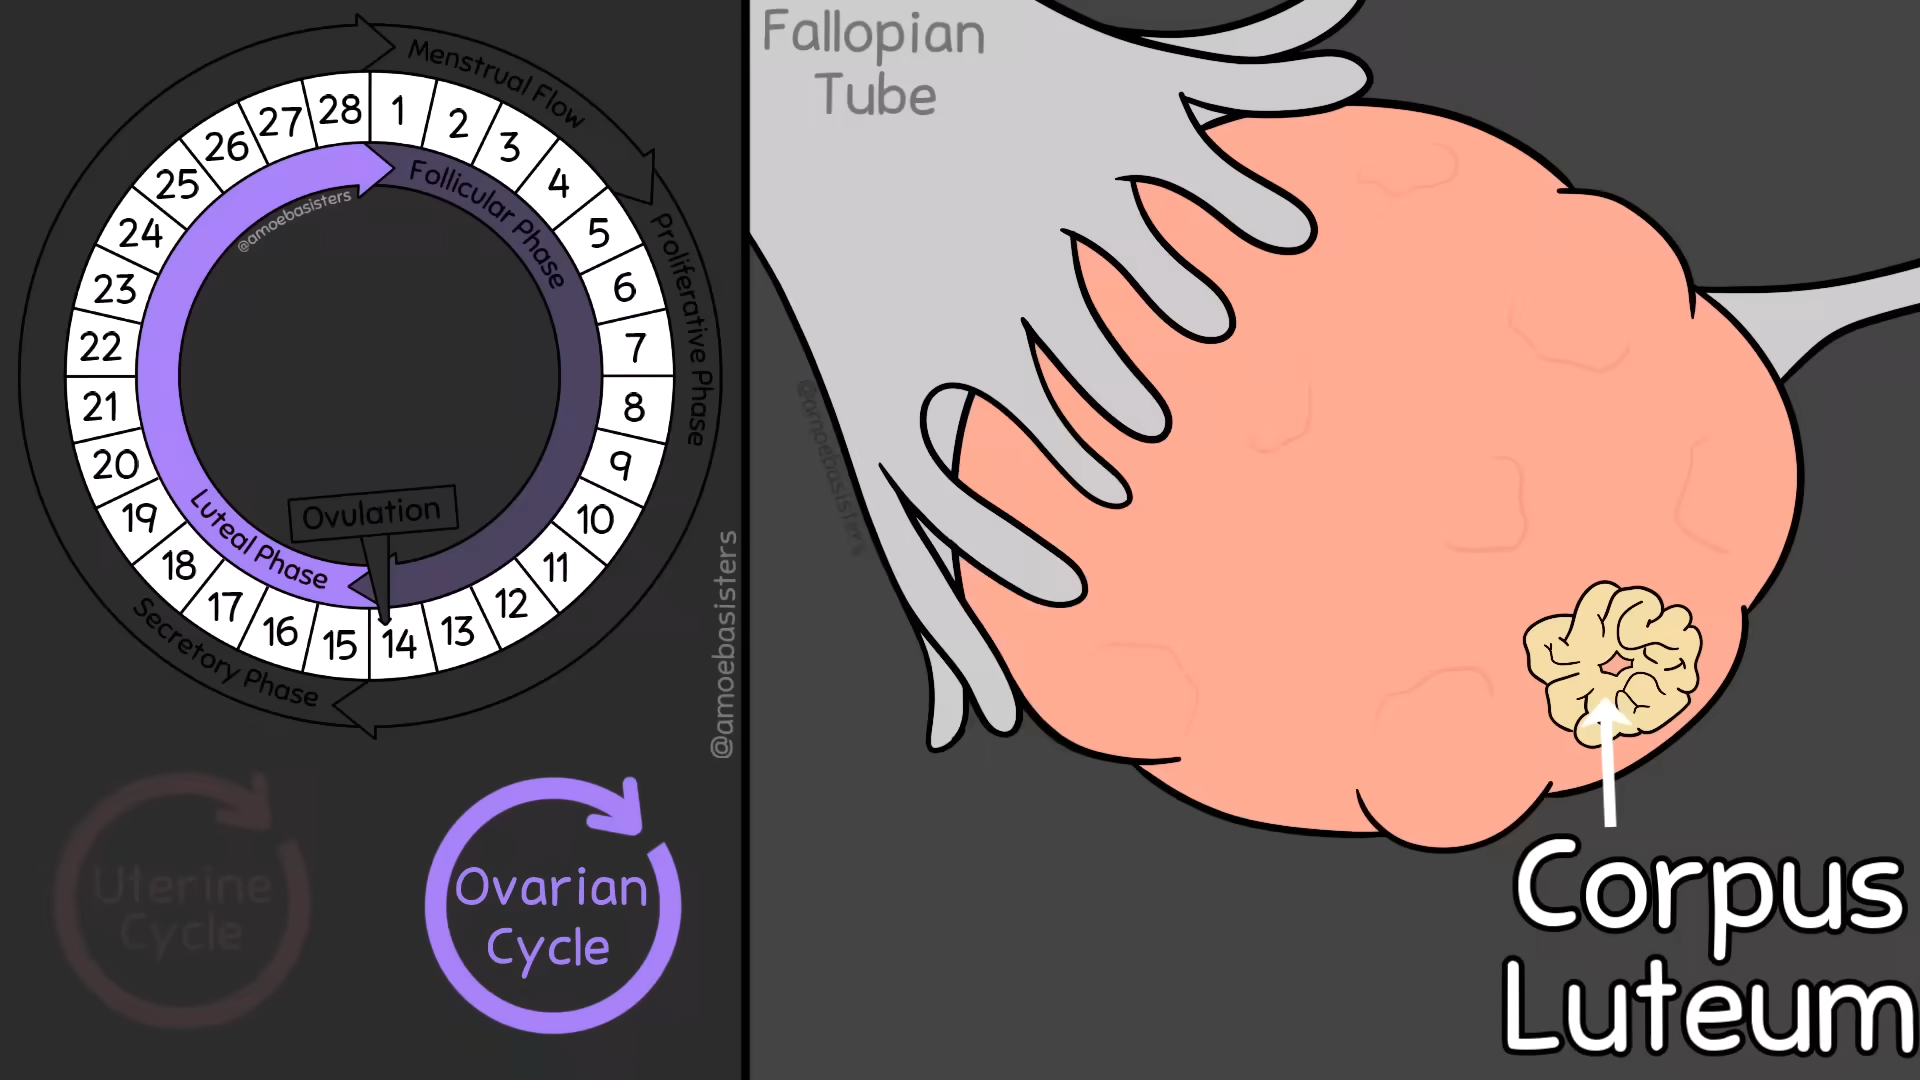 Menstrual Flow
Proliferative Phase
Secretory Phase
1
2
3
4
5
6
7
8
9
10
11
12
13
14
15
16
17
18
19
20
21
22
23
24
25
26
27
28
Follicular Phase
Luteal Phase
@amoebasisters
Ovulation
@amoebasisters
Uterine
Cycle
Ovarian
Cycle
Fallopian
Tube
@amoebasisters
Corpus
Luteum